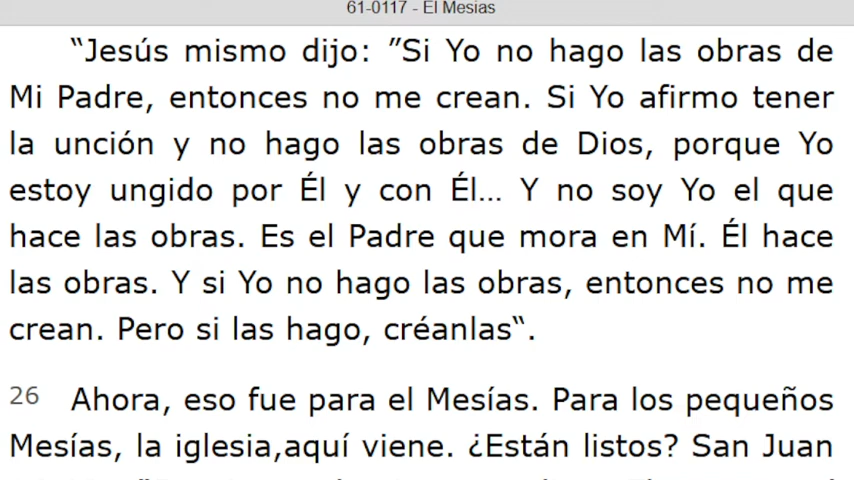 61-0117 - El Mesias
“Jesús mismo dijo: ”Si Yo no hago las obras de
Mi Padre, entonces no me crean. Si Yo afirmo tener
la unción y no hago las obras de Dios, porque Yo
estoy ungido por Él y con Él... Y no soy Yo el que
hace las obras. Es el Padre que mora en Mí. Él hace
las obras. Y si Yo no hago las obras, entonces no me
crean. Pero si las hago, créanlas“.
26 Ahora, eso fue para el Mesías. Para los pequeños
Mesías, la iglesia,aquí viene. ¿Están listos? San Juan